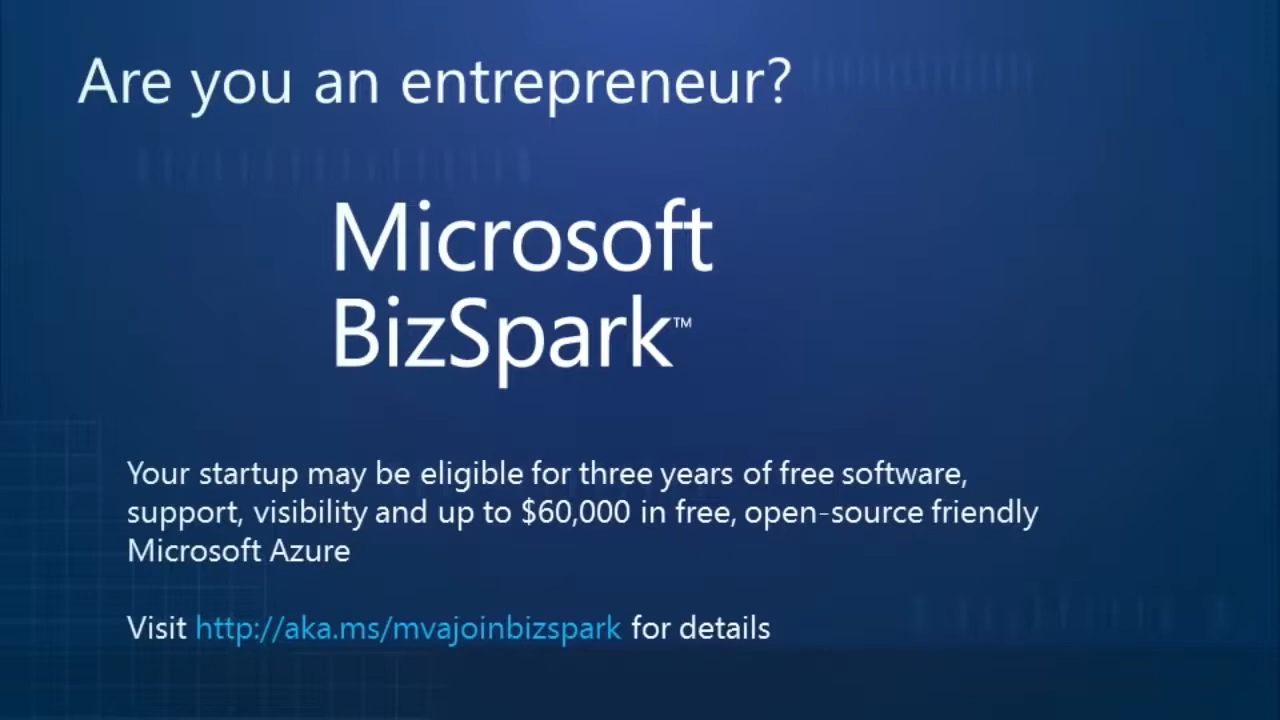 Are you an entrepreneur?
Microsoft
BizSpark™
Your startup may be eligible for three years of free software,
support, visibility and up to $60,000 in free, open-source friendly
Microsoft Azure
Visit http://aka.ms/mvajoinbizspark for details